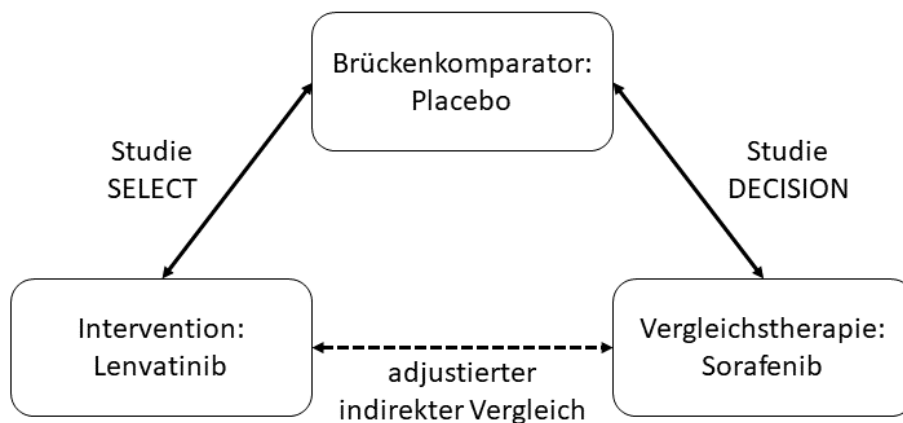 Brückenkomparator:
Placebo
Studie
SELECT
Studie
DECISION
Intervention:
Lenvatinib
adjustierter
indirekter Vergleich
Vergleichstherapie:
Sorafenib